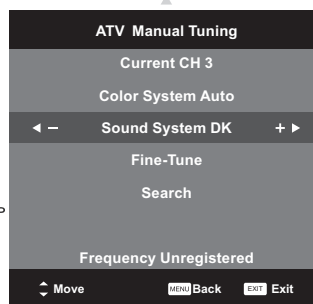 ATV Manual Tuning
Current CH 3
Color System Auto
– Sound System DK +
Fine-Tune
Search
Frequency Unregistered
Move MENU Back EXIT Exit